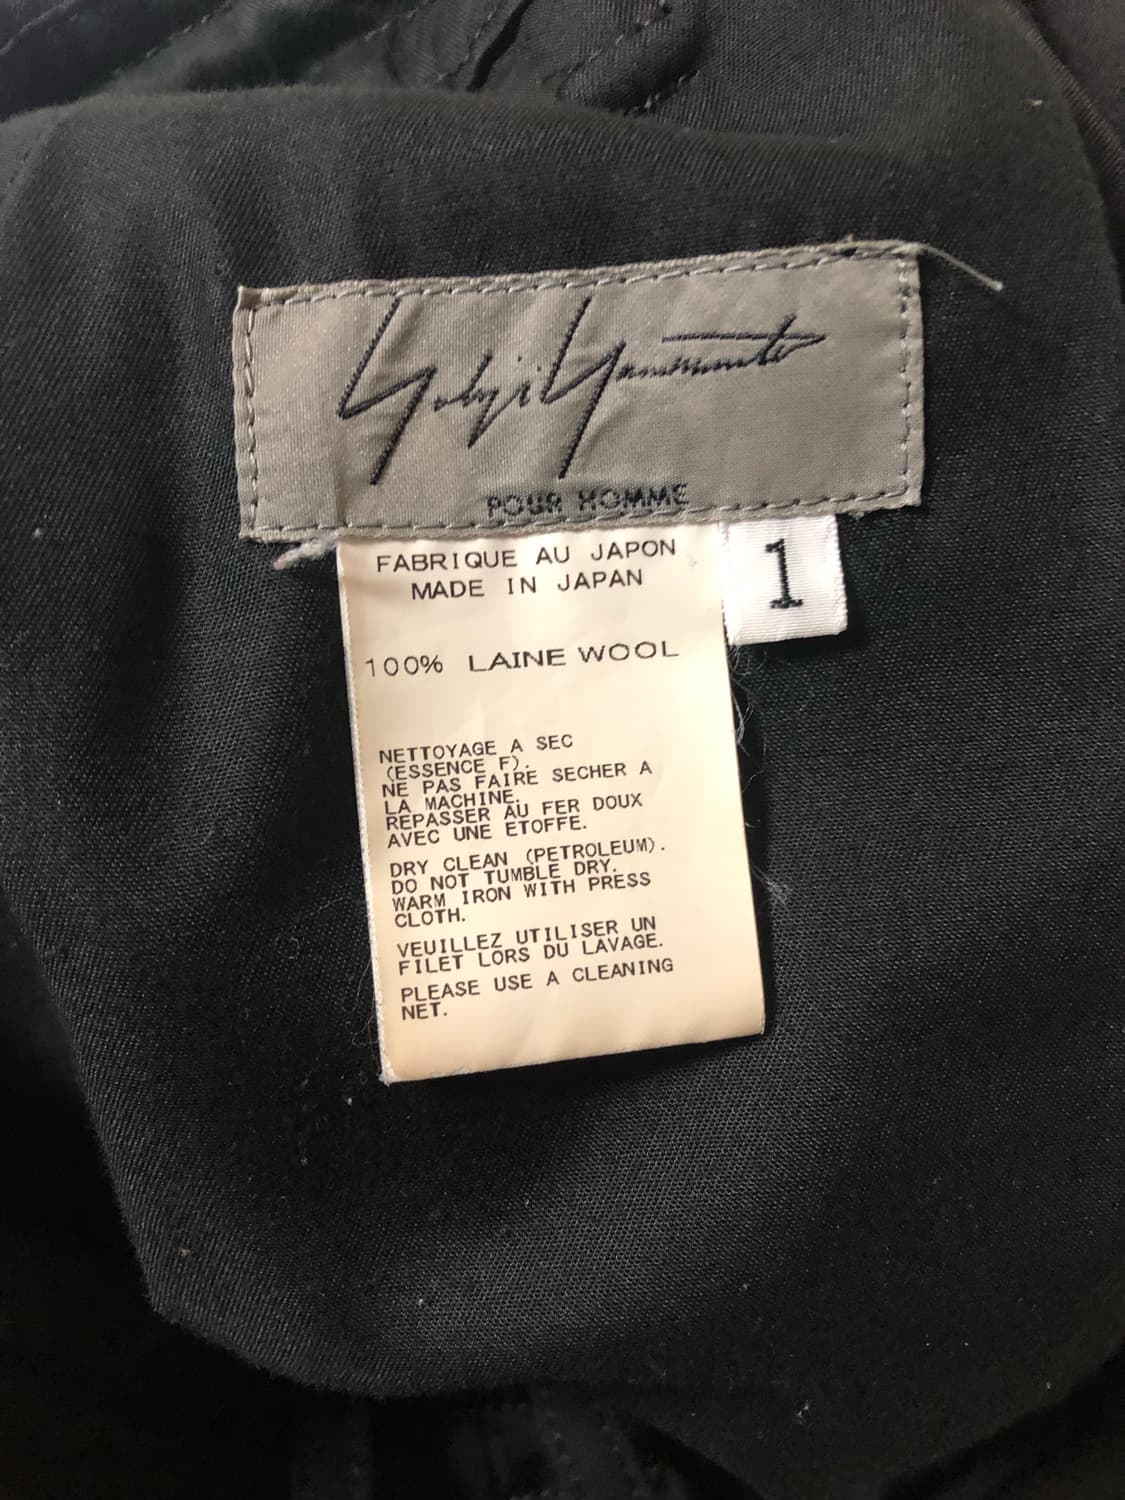 Yohji Yamamoto
POUR HOMME
FABRIQUE AU JAPON
MADE IN JAPAN
1
100% LAINE WOOL
NETTOYAGE A SEC
(ESSENCE F).
NE PAS FAIRE SECHER A
LA MACHINE.
REPASSER AU FER DOUX
AVEC UNE ETOFFE.
DRY CLEAN (PETROLEUM).
DO NOT TUMBLE DRY.
WARM IRON WITH PRESS
CLOTH.
VEUILLEZ UTILISER UN
FILET LORS DU LAVAGE.
PLEASE USE A CLEANING
NET.